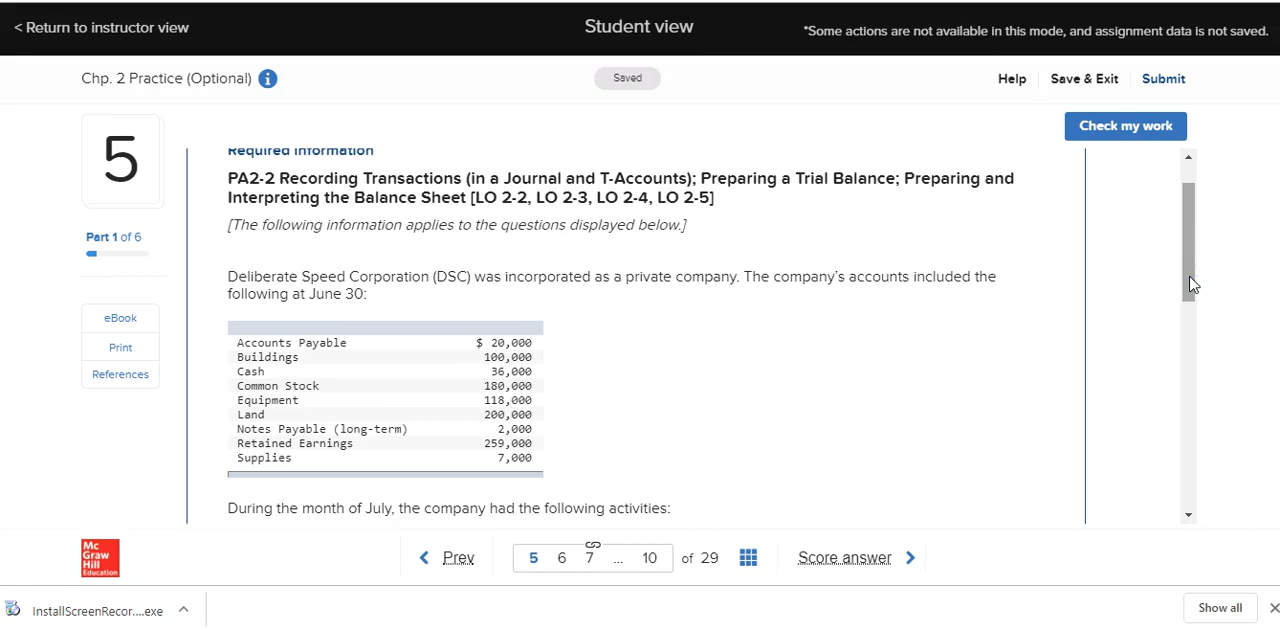 < Return to instructor view
Student view
*Some actions are not available in this mode, and assignment data is not saved.
Chp. 2 Practice (Optional) i
Saved
Help
Save & Exit
Submit
Check my work
5
Part 1 of 6
eBook
Print
References
Required information
PA2-2 Recording Transactions (in a Journal and T-Accounts); Preparing a Trial Balance; Preparing and
Interpreting the Balance Sheet [LO 2-2, LO 2-3, LO 2-4, LO 2-5]
[The following information applies to the questions displayed below.]
Deliberate Speed Corporation (DSC) was incorporated as a private company. The company's accounts included the
following at June 30:
Accounts Payable $ 20,000
Buildings 100,000
Cash 36,000
Common Stock 180,000
Equipment 118,000
Land 200,000
Notes Payable (long-term) 2,000
Retained Earnings 259,000
Supplies 7,000
During the month of July, the company had the following activities:
Mc
Graw
Hill
Education
< Prev
5 6 7 ... 10 of 29
Score answer >
InstallScreenRecor....exe
Show all